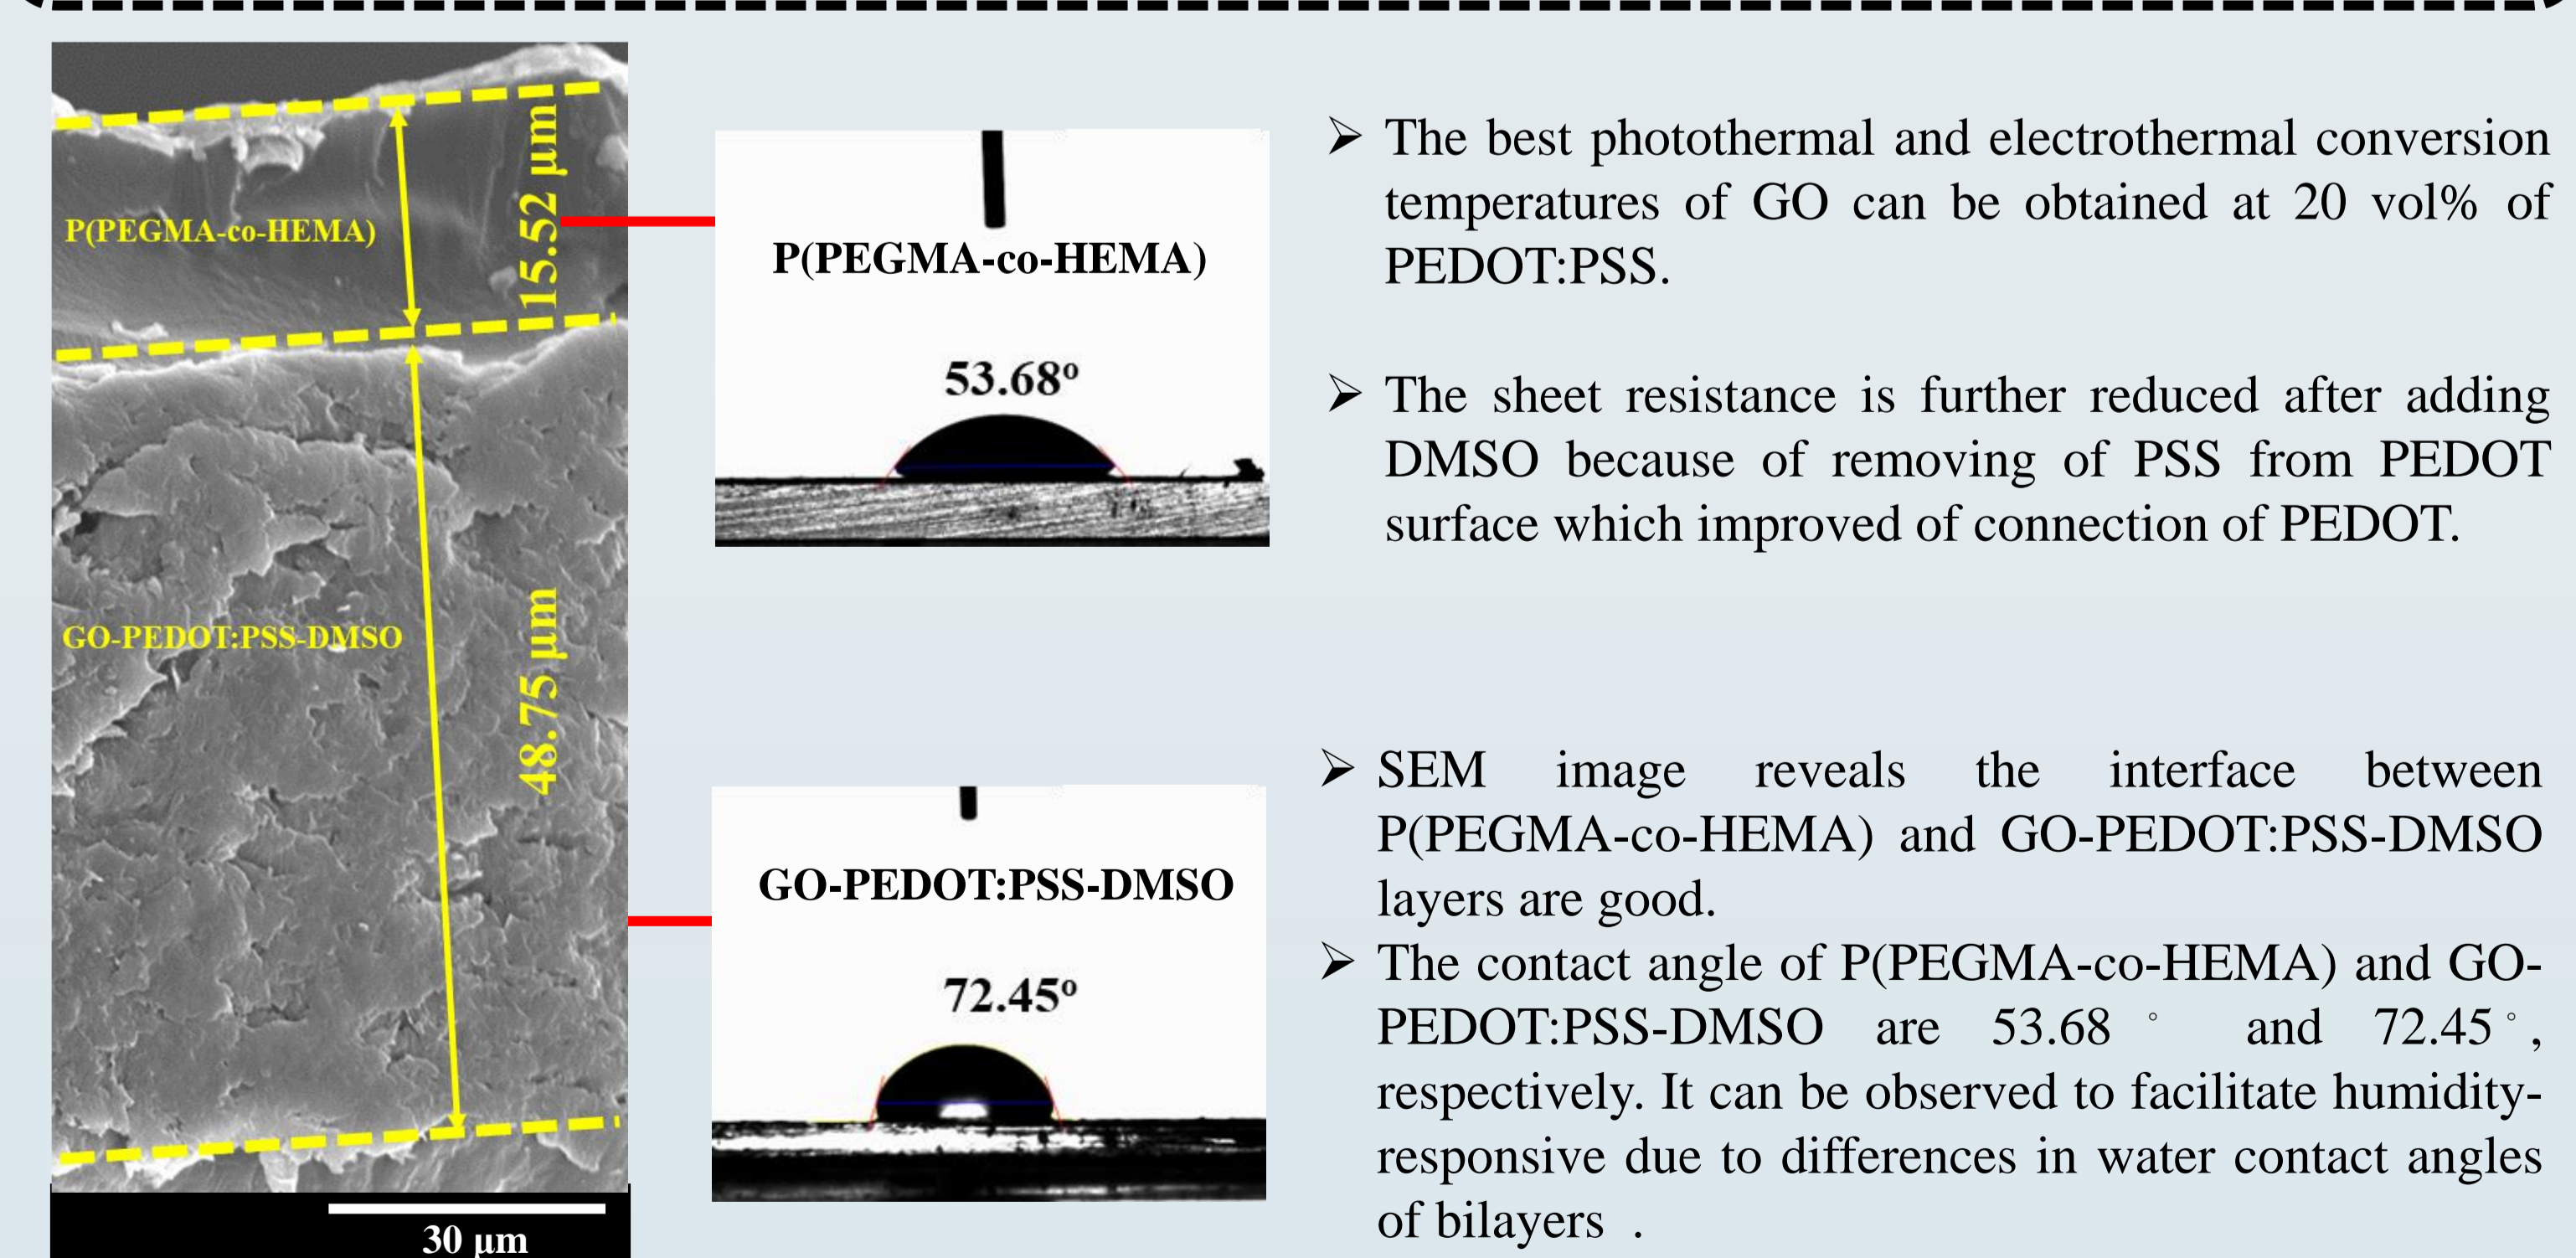 P(PEGMA-co-HEMA)
15.52 μm
GO-PEDOT:PSS-DMSO
48.75 μm
30 μm
P(PEGMA-co-HEMA)
53.68º
GO-PEDOT:PSS-DMSO
72.45º
➢ The best photothermal and electrothermal conversion
temperatures of GO can be obtained at 20 vol% of
PEDOT:PSS.
➢ The sheet resistance is further reduced after adding
DMSO because of removing of PSS from PEDOT
surface which improved of connection of PEDOT.
➢ SEM image reveals the interface between
P(PEGMA-co-HEMA) and GO-PEDOT:PSS-DMSO
layers are good.
➢ The contact angle of P(PEGMA-co-HEMA) and GO-
PEDOT:PSS-DMSO are 53.68 ° and 72.45°,
respectively. It can be observed to facilitate humidity-
responsive due to differences in water contact angles
of bilayers .